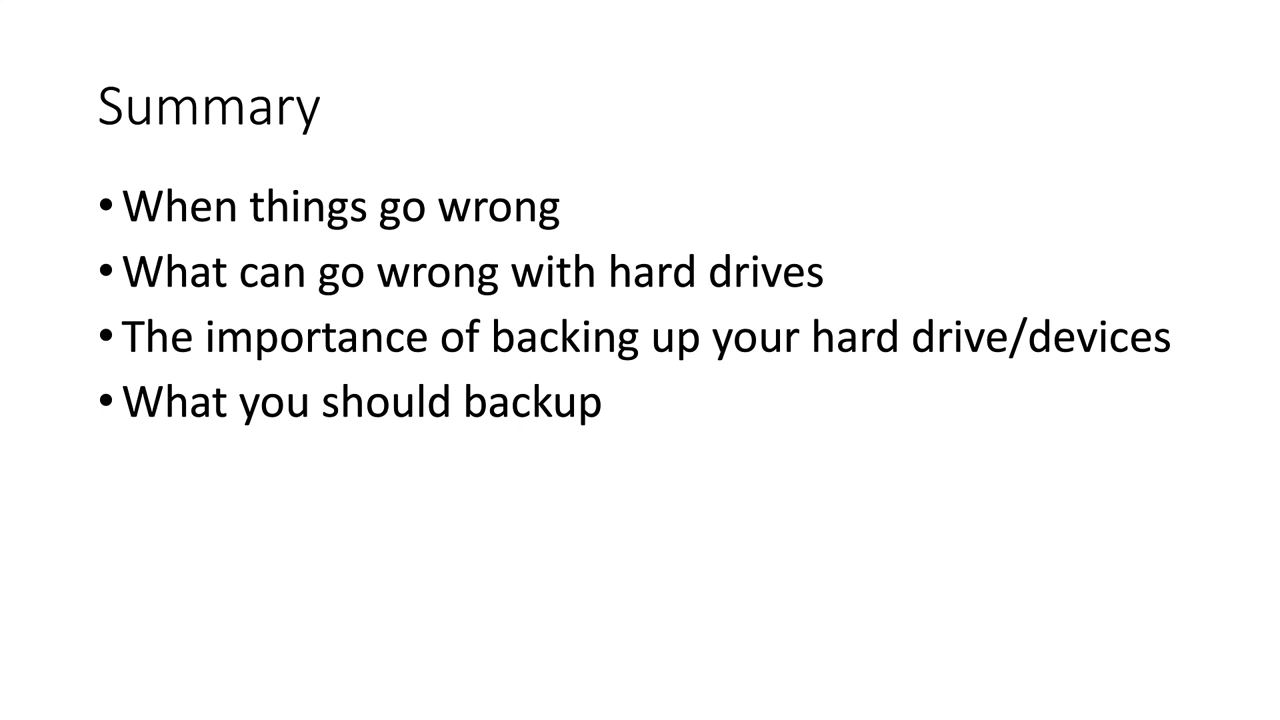 Summary
• When things go wrong
• What can go wrong with hard drives
• The importance of backing up your hard drive/devices
• What you should backup